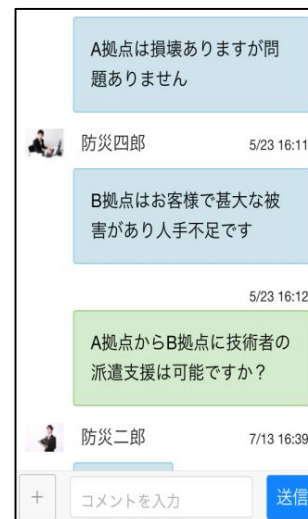 A拠点は損壊ありますが問
題ありません
防災四郎 5/23 16:11
B拠点はお客様で甚大な被
害があり人手不足です
5/23 16:12
A拠点からB拠点に技術者の
派遣支援は可能ですか？
防災二郎 7/13 16:39
+ コメントを入力 送信